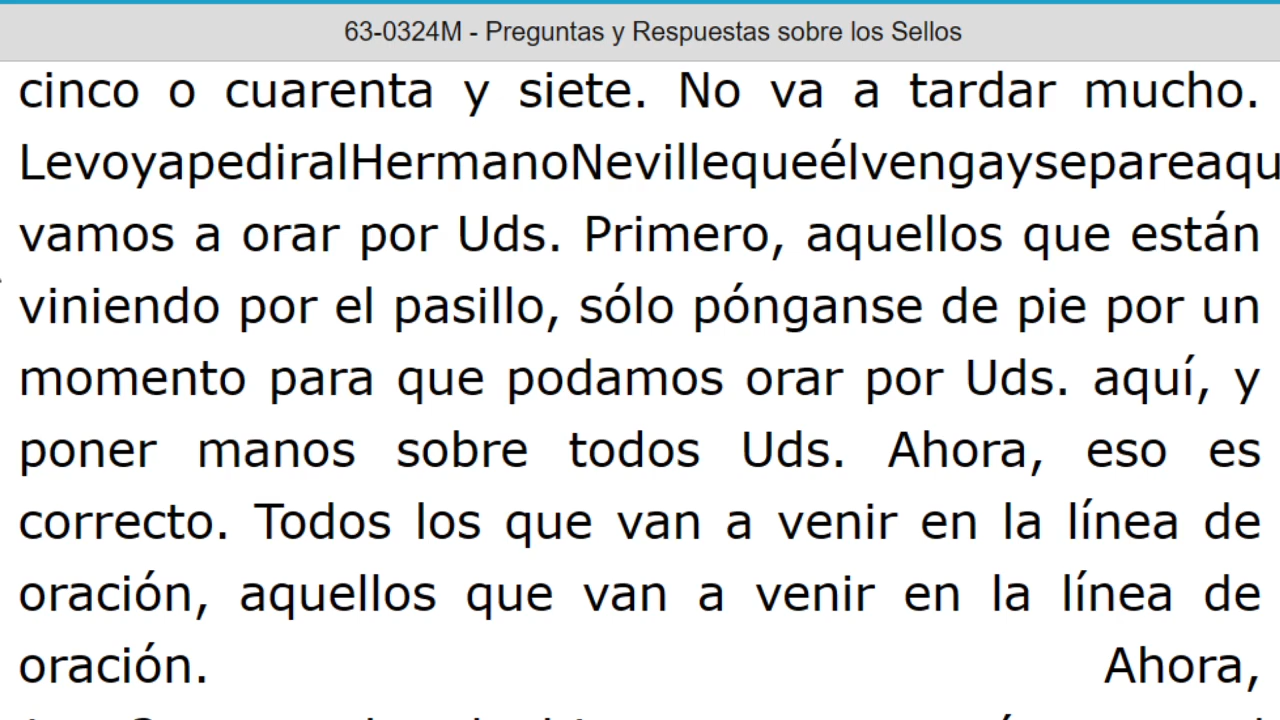 63-0324M - Preguntas y Respuestas sobre los Sellos
cinco o cuarenta y siete. No va a tardar mucho.
LevoyapediralHermanoNevillequeélvengaysepareaqu
vamos a orar por Uds. Primero, aquellos que están
viniendo por el pasillo, sólo pónganse de pie por un
momento para que podamos orar por Uds. aquí, y
poner manos sobre todos Uds. Ahora, eso es
correcto. Todos los que van a venir en la línea de
oración, aquellos que van a venir en la línea de
oración. Ahora,